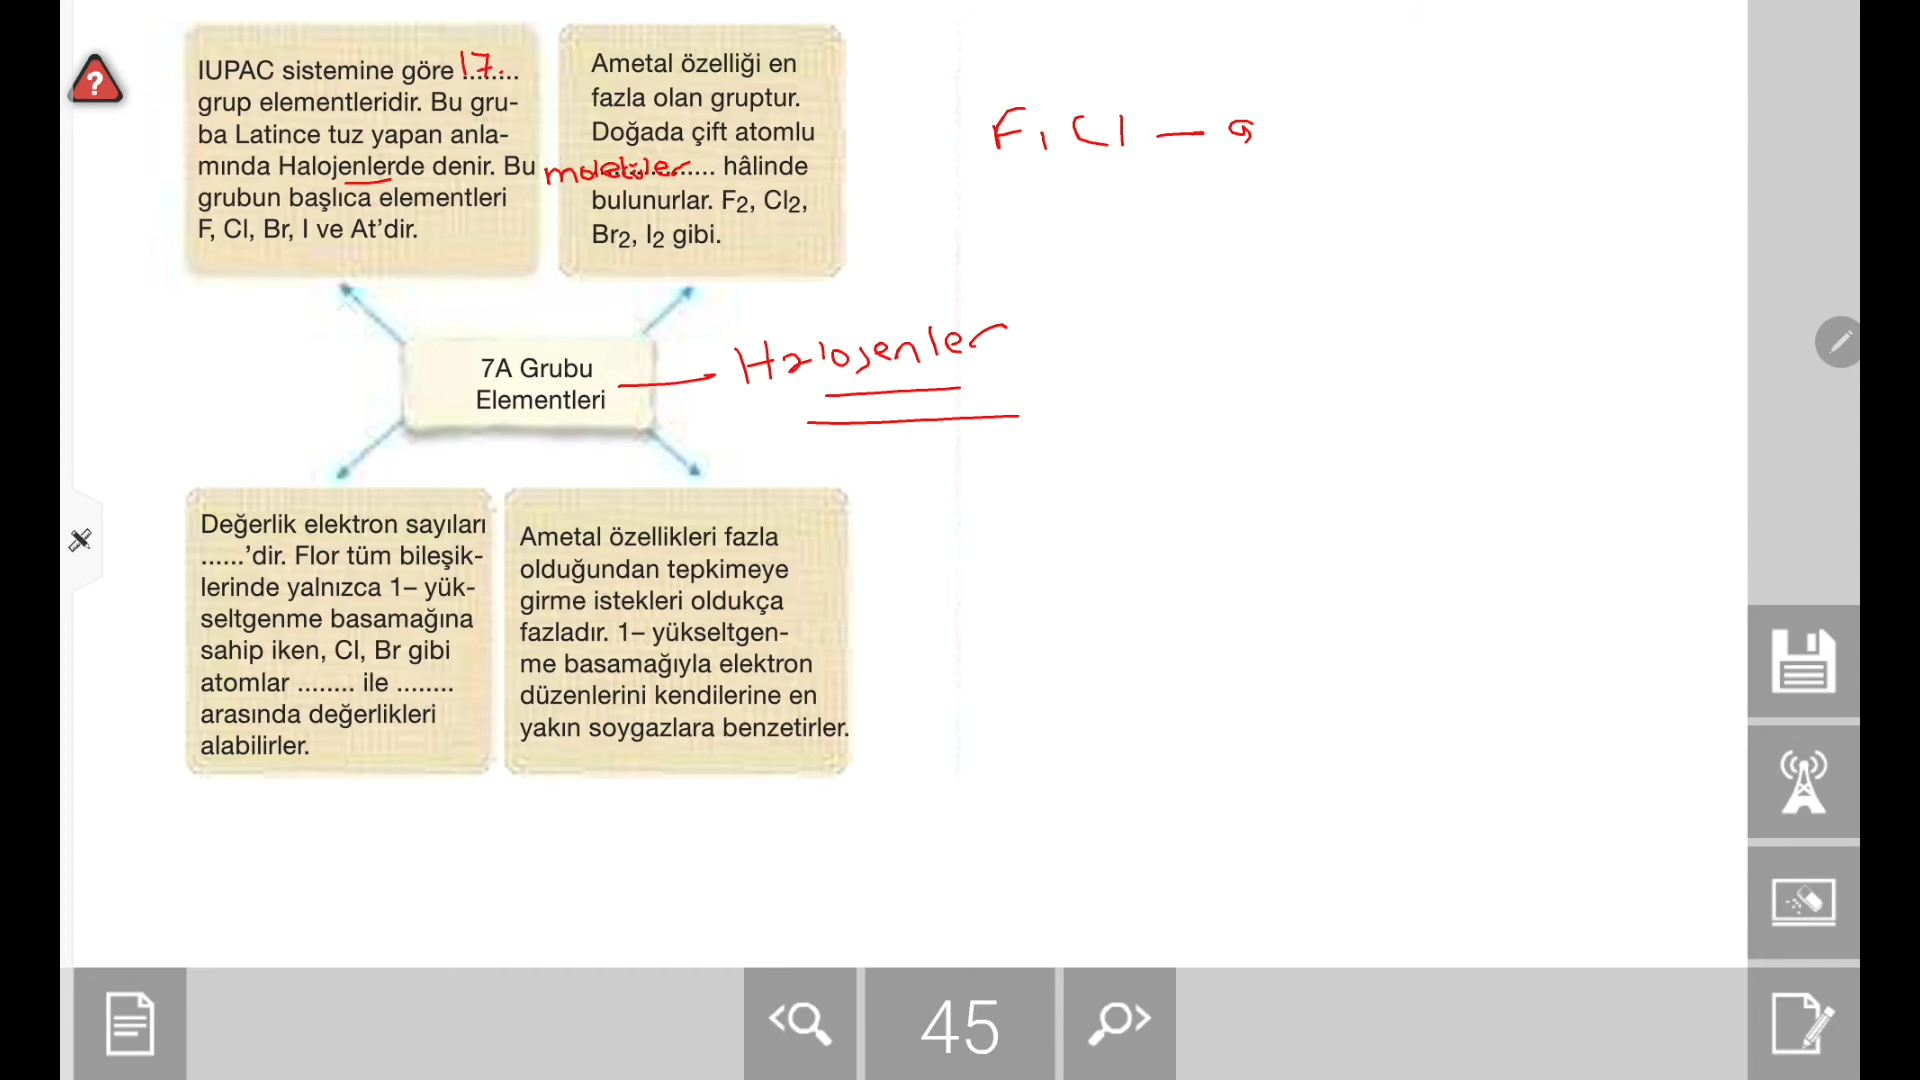 IUPAC sistemine göre 17. ........
grup elementleridir. Bu gru-
ba Latince tuz yapan anla-
mında Halojenlerde denir. Bu
grubun başlıca elementleri
F, Cl, Br, I ve At’dir.
Ametal özelliği en
fazla olan gruptur.
Doğada çift atomlu
moleküler ................ hâlinde
bulunurlar. F2, Cl2,
Br2, I2 gibi.
F, Cl —
7A Grubu
Elementleri
Halojenler
Değerlik elektron sayıları
......’dir. Flor tüm bileşik-
lerinde yalnızca 1– yük-
seltgenme basamağına
sahip iken, Cl, Br gibi
atomlar ........ ile ........
arasında değerlikleri
alabilirler.
Ametal özellikleri fazla
olduğundan tepkimeye
girme istekleri oldukça
fazladır. 1– yükseltgen-
me basamağıyla elektron
düzenlerini kendilerine en
yakın soygazlara benzetirler.
45